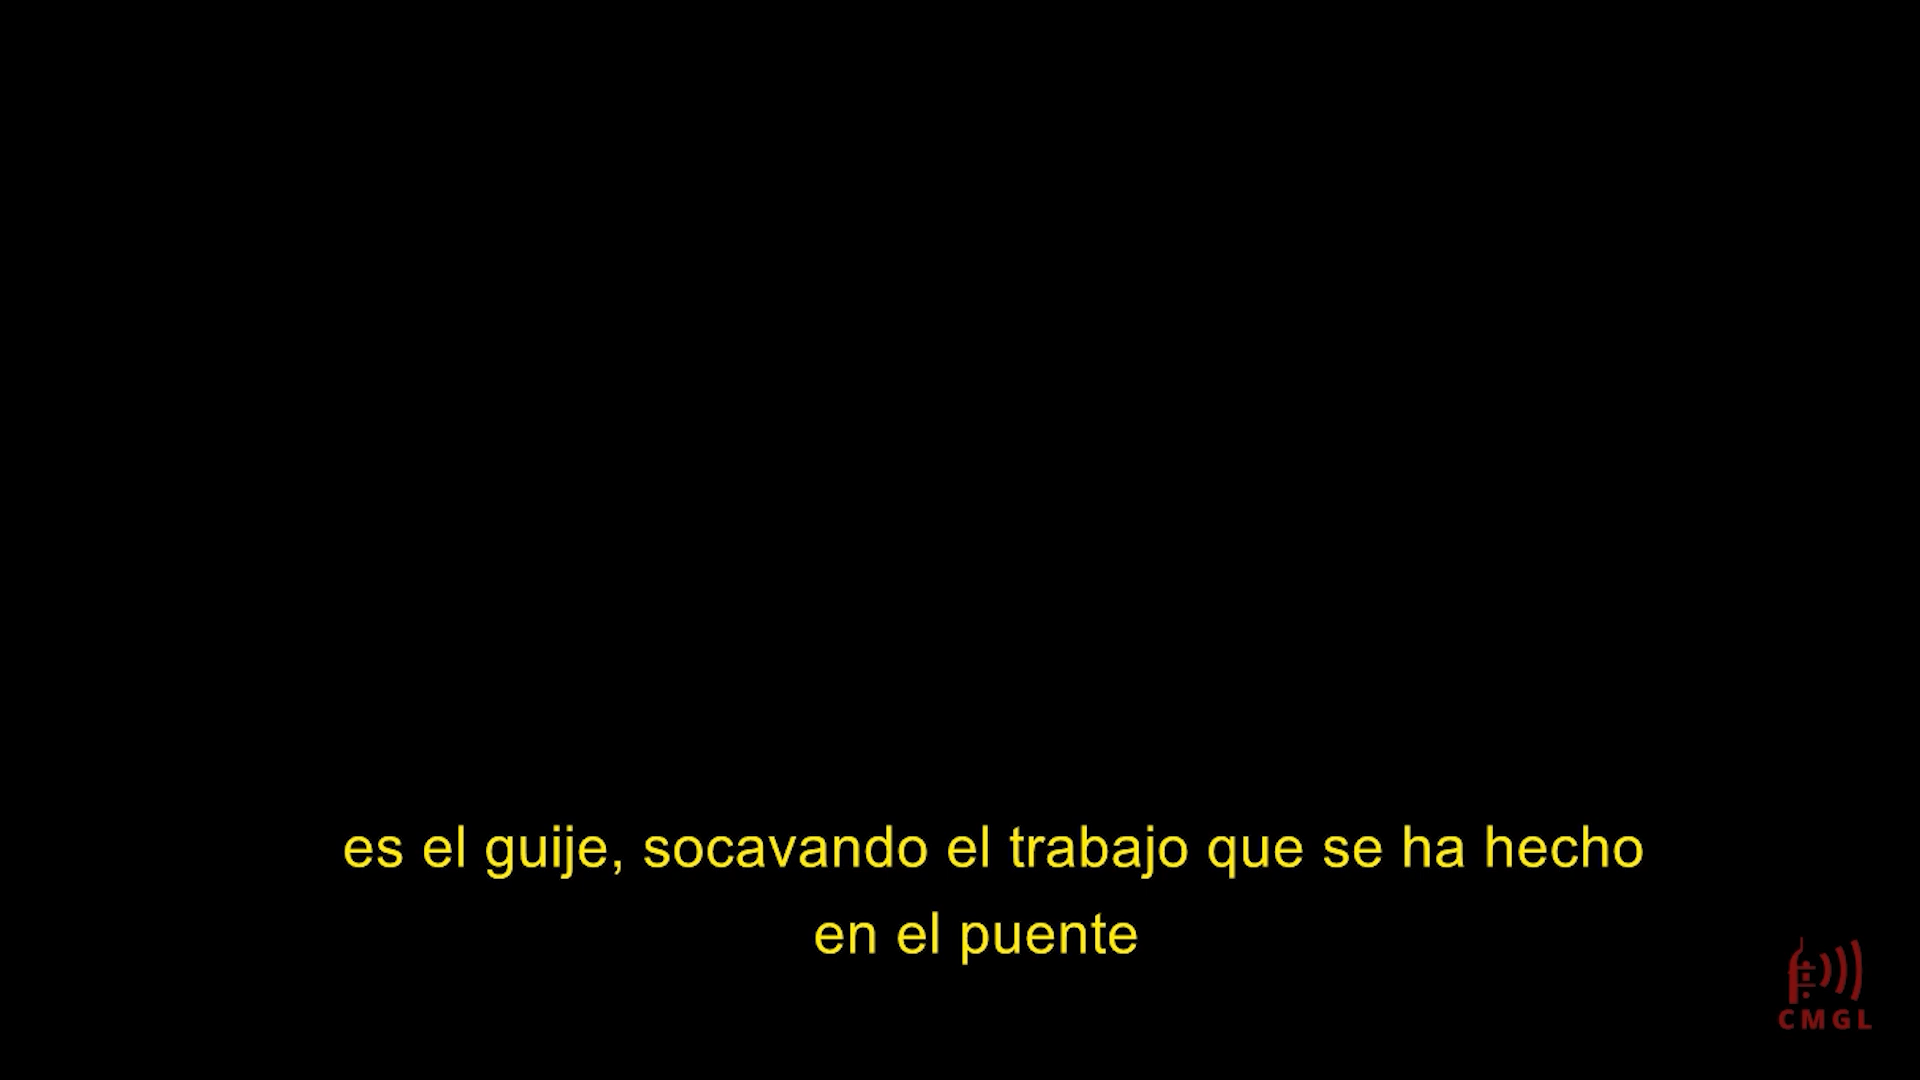 es el guije, socavando el trabajo que se ha hecho
en el puente
CMGL